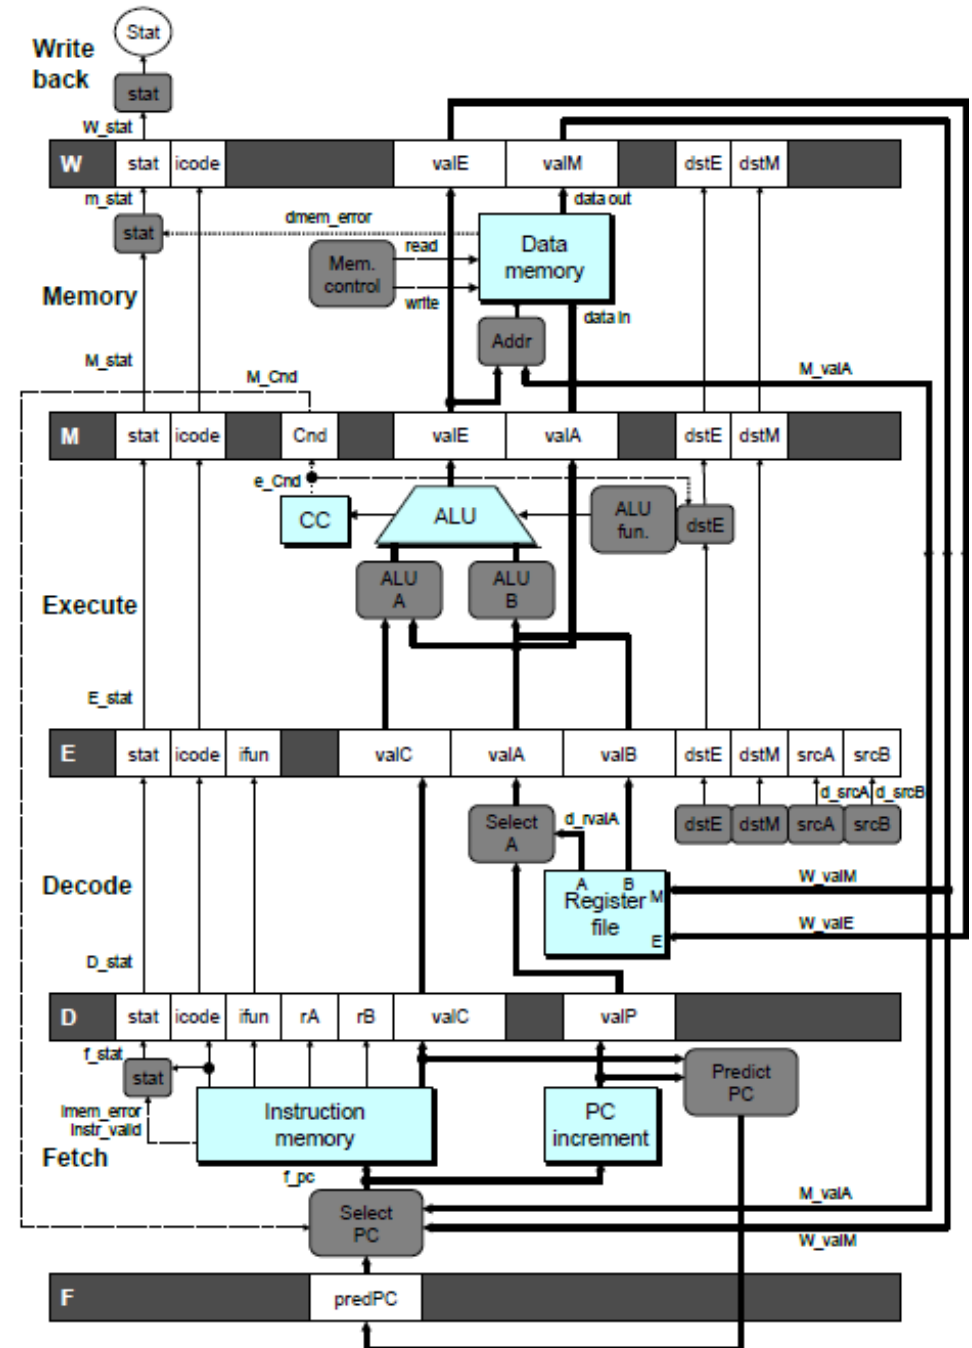 Stat
Write
back
stat
W_stat
W stat icode valE valM dstE dstM
m_stat
data out
dmem_error
stat
read
Data
memory
Mem.
control
Memory
write
data in
Addr
M_stat
M_Cnd
M_valA
M stat icode Cnd valE valA dstE dstM
e_Cnd
CC
ALU
ALU
fun.
dstE
ALU
A
ALU
B
Execute
E_stat
E stat icode ifun valC valA valB dstE dstM srcA srcB
d_srcA d_srcB
Select
A
d_rvalA
dstE dstM srcA srcB
Decode
A B
Register
file
M
E
W_valM
W_valE
D_stat
D stat icode ifun rA rB valC valP
f_stat
stat
Predict
PC
Imem_error
Instr_valid
Instruction
memory
PC
increment
Fetch
f_pc
M_valA
Select
PC
W_valM
F predPC